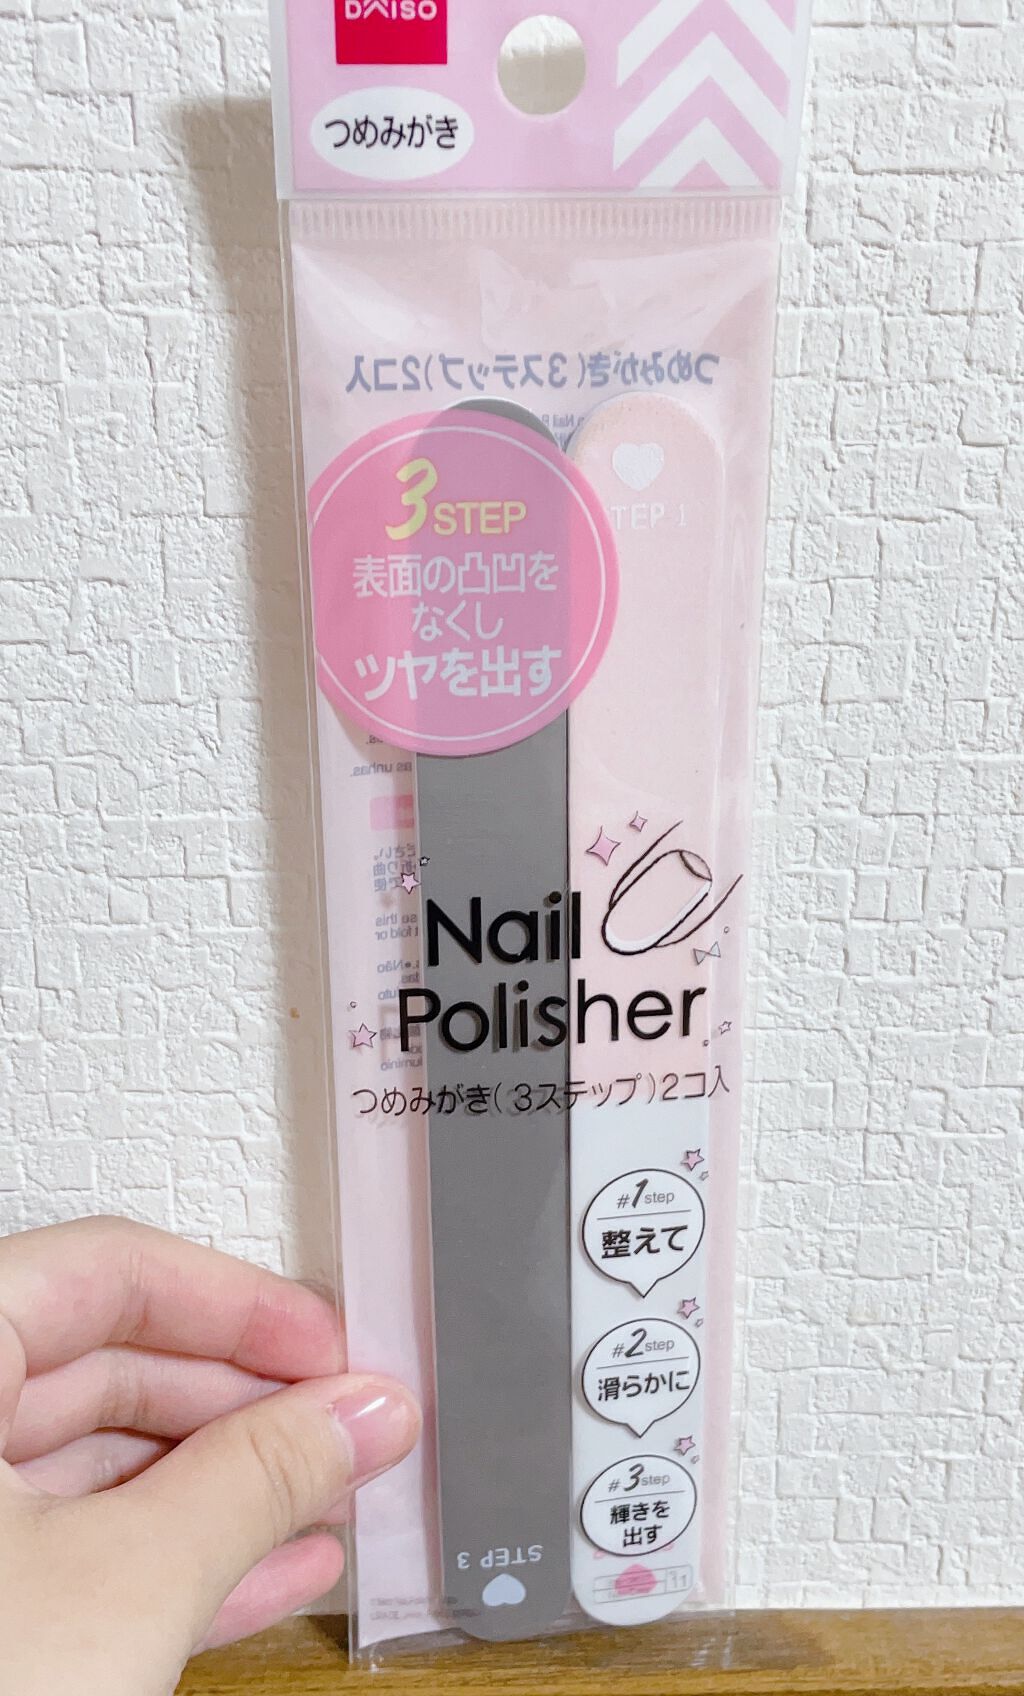 DAISO
つめみがき
つめみがき(3ステップ)2コ入
3STEP
表面の凸凹を
なくし
ツヤを出す
STEP 1
as unhas.
Nail
Polisher
つめみがき(3ステップ)2コ入
#1step
整えて
#2step
滑らかに
#3step
輝きを
出す
STEP 3
11